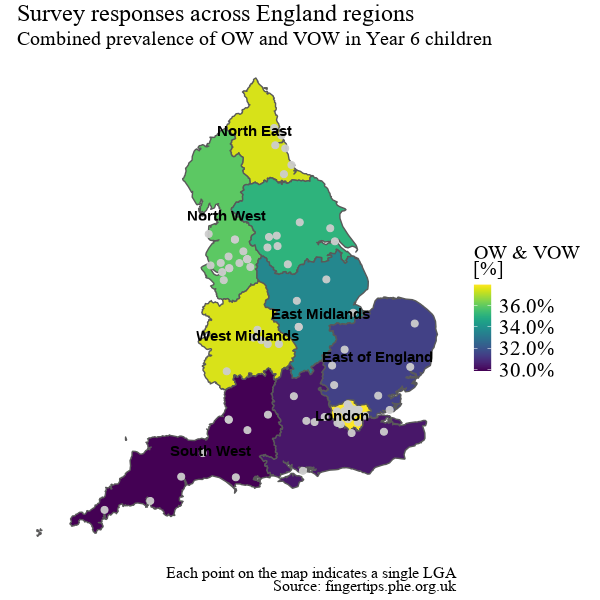 Survey responses across England regions
Combined prevalence of OW and VOW in Year 6 children
North East
North West
East Midlands
West Midlands
East of England
London
South West
OW & VOW
[%]
36.0%
34.0%
32.0%
30.0%
Each point on the map indicates a single LGA
Source: fingertips.phe.org.uk